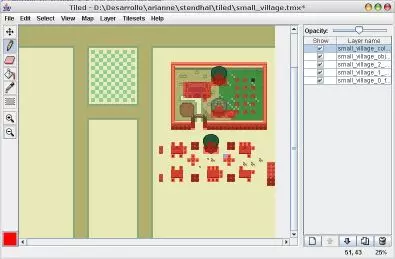 Tiled - D:\Desarrollo\arianne\stendhal\tiled\small_village.tmx*
File Edit Select View Map Layer Tilesets Help
Opacity:
Show Layer name
small_village_col...
small_village_obj...
small_village_2_...
small_village_1_...
small_village_0_f...
51, 43 25%